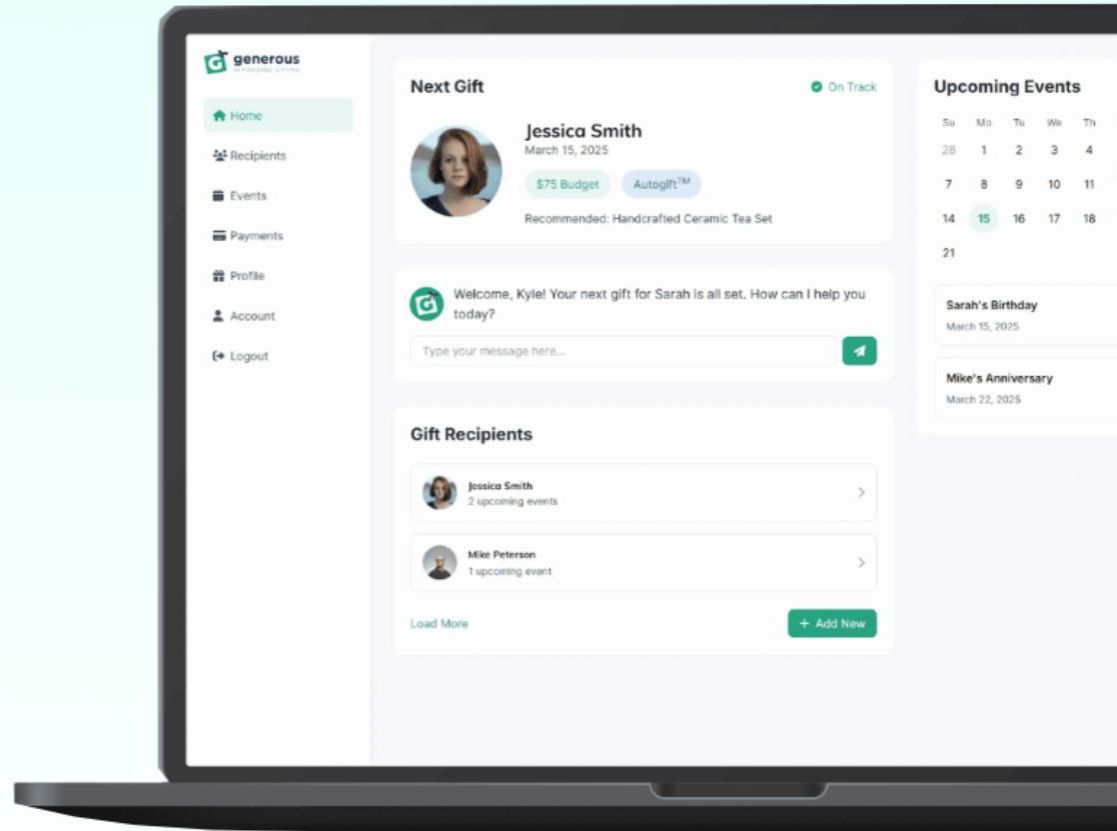 generous
Home
Recipients
Events
Payments
Profile
Account
Logout
Next Gift
On Track
Jessica Smith
March 15, 2025
$75 Budget
Autogift™
Recommended: Handcrafted Ceramic Tea Set
Welcome, Kyle! Your next gift for Sarah is all set. How can I help you
today?
Type your message here...
Gift Recipients
Jessica Smith
2 upcoming events
Mike Peterson
1 upcoming event
Load More
+ Add New
Upcoming Events
Su Mo Tu We Th
28 1 2 3 4
7 8 9 10 11
14 15 16 17 18
21
Sarah's Birthday
March 15, 2025
Mike's Anniversary
March 22, 2025